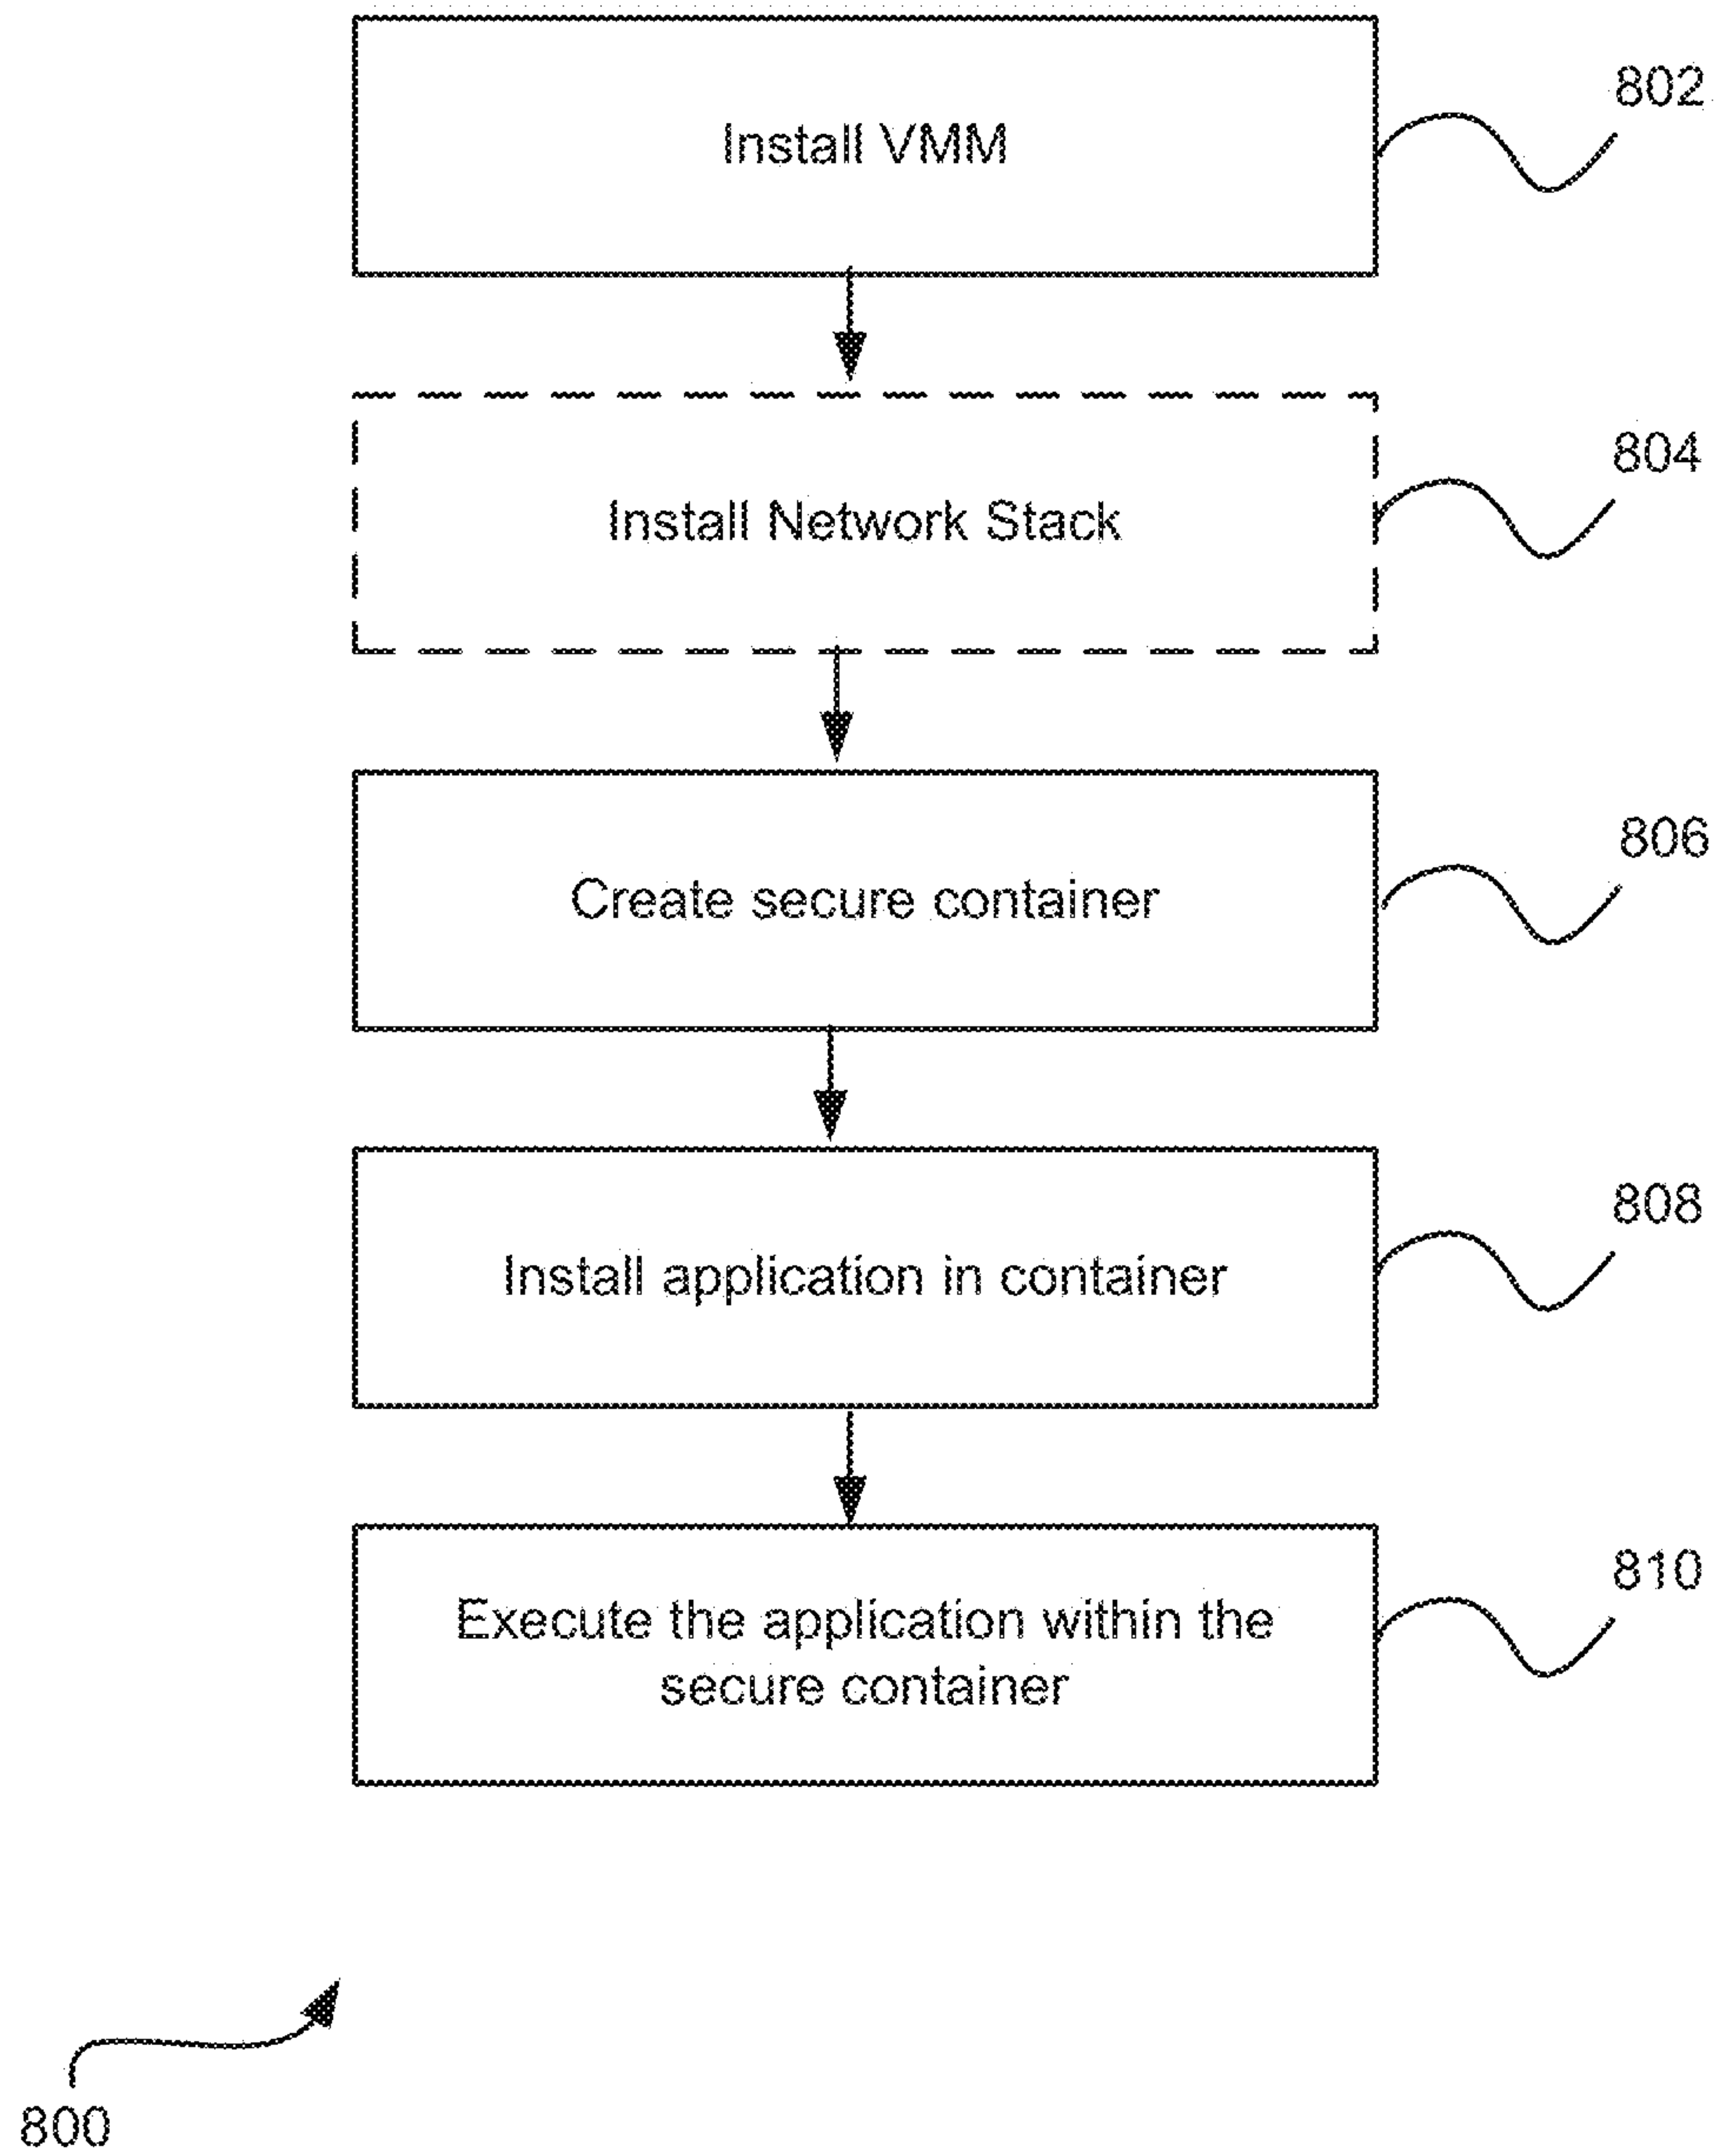 Install VMM
802
Install Network Stack
804
Create secure container
806
Install application in container
808
Execute the application within the
secure container
810
800